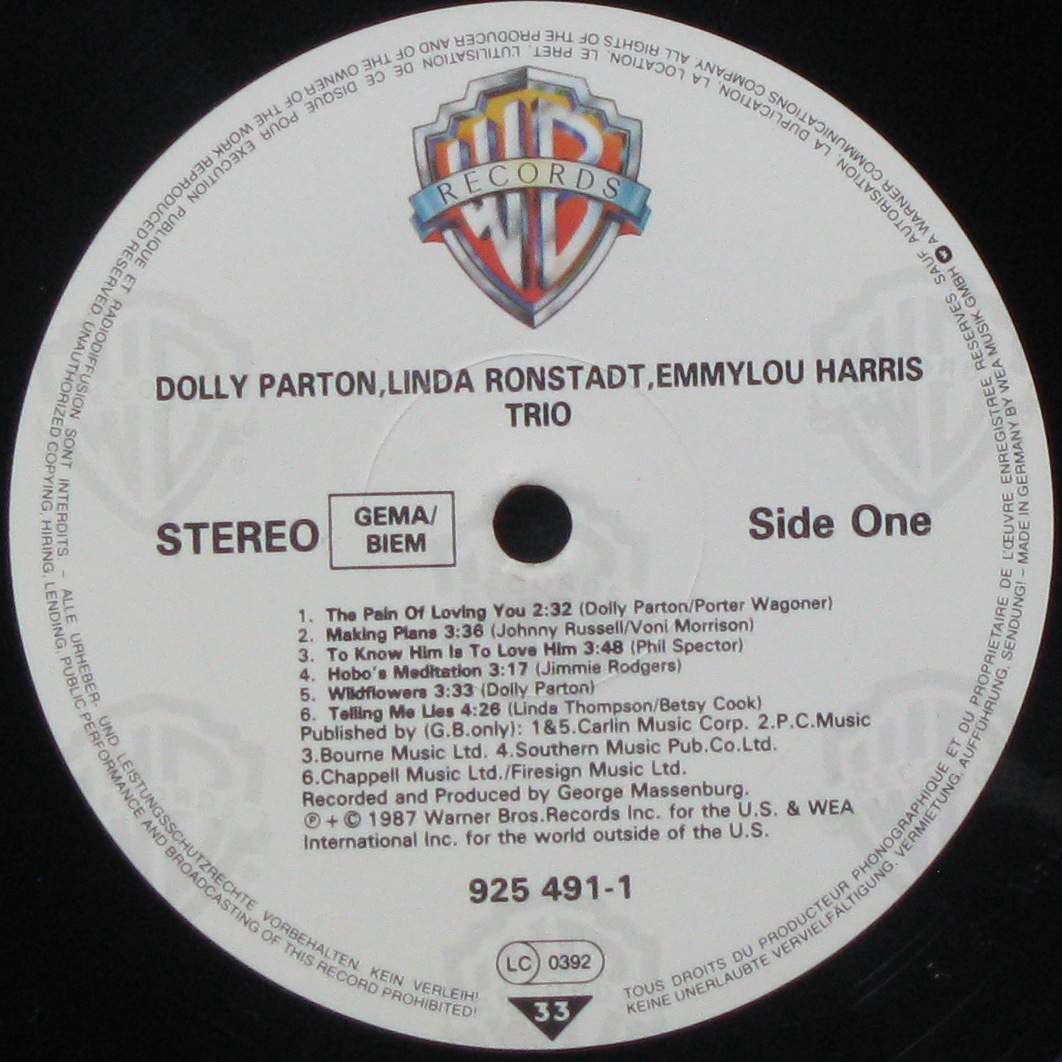 RECORDS
DOLLY PARTON,LINDA RONSTADT,EMMYLOU HARRIS
TRIO
STEREO
GEMA/
BIEM
Side One
1. The Pain Of Loving You 2:32 (Dolly Parton/Porter Wagoner)
2. Making Plans 3:36 (Johnny Russell/Voni Morrison)
3. To Know Him Is To Love Him 3:48 (Phil Spector)
4. Hobo's Meditation 3:17 (Jimmie Rodgers)
5. Wildflowers 3:33 (Dolly Parton)
6. Telling Me Lies 4:26 (Linda Thompson/Betsy Cook)
Published by (G.B.only): 1&5.Carlin Music Corp. 2.P.C.Music
3.Bourne Music Ltd. 4.Southern Music Pub.Co.Ltd.
6.Chappell Music Ltd./Firesign Music Ltd.
Recorded and Produced by George Massenburg.
℗+© 1987 Warner Bros.Records Inc. for the U.S. & WEA
International Inc. for the world outside of the U.S.
925 491-1
LC 0392
33
TOUS DROITS DU PRODUCTEUR PHONOGRAPHIQUE ET DU PROPRIETAIRE DE L'ŒUVRE ENREGISTREE RESERVES SAUF AUTORISATION, LA DUPLICATION, LA LOCATION, LE PRET, L'UTILISATION DE CE DISQUE POUR EXECUTION PUBLIQUE ET RADIODIFFUSION SONT INTERDITS. – ALLE URHEBER- UND LEISTUNGSSCHUTZRECHTE VORBEHALTEN. KEIN VERLEIH!
KEINE UNERLAUBTE VERVIELFÄLTIGUNG, VERMIETUNG, AUFFÜHRUNG, SENDUNG! – MADE IN GERMANY BY WEA MUSIK GMBH A WARNER COMMUNICATIONS COMPANY ALL RIGHTS OF THE PRODUCER AND OF THE OWNER OF THE WORK REPRODUCED RESERVED UNAUTHORIZED COPYING, HIRING, LENDING, PUBLIC PERFORMANCE AND BROADCASTING OF THIS RECORD PROHIBITED!